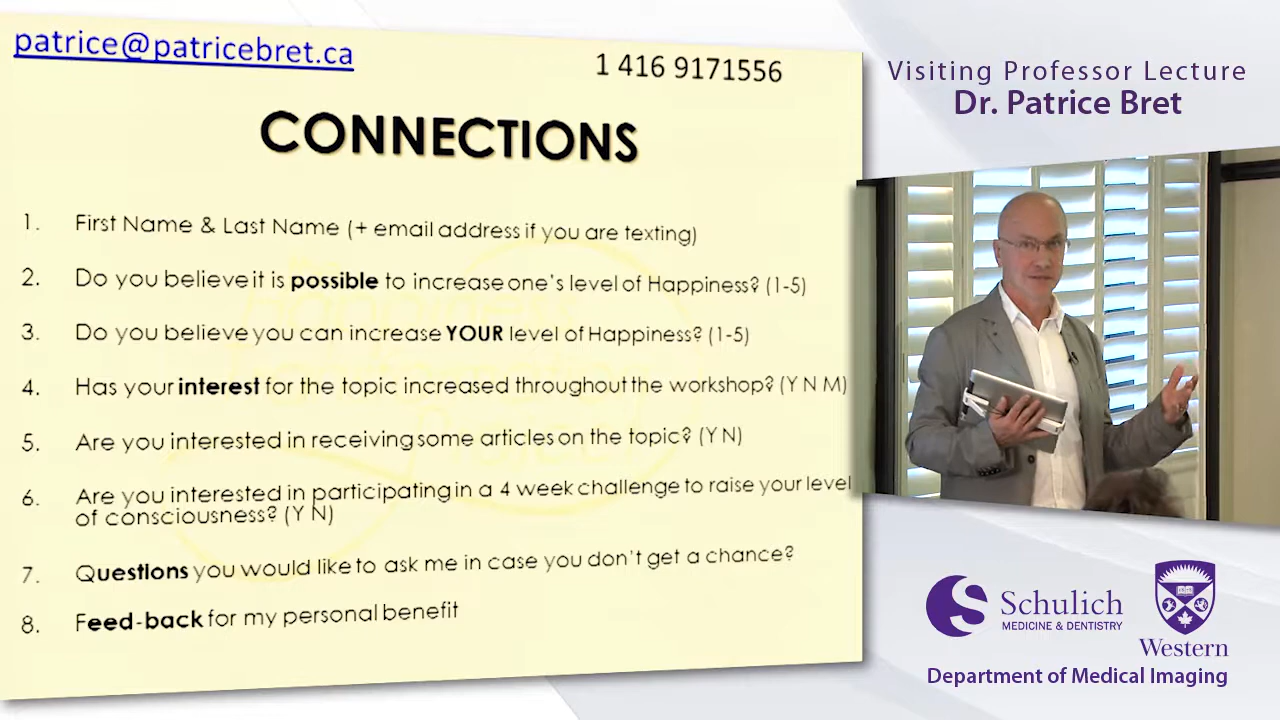 patrice@patricebret.ca
1 416 9171556
CONNECTIONS
1. First Name & Last Name (+ email address if you are texting)
2. Do you believe it is possible to increase one's level of Happiness? (1-5)
3. Do you believe you can increase YOUR level of Happiness? (1-5)
4. Has your interest for the topic increased throughout the workshop? (Y N M)
5. Are you interested in receiving some articles on the topic? (Y N)
6. Are you interested in participating in a 4 week challenge to raise your level
of consciousness? (Y N)
7. Questions you would like to ask me in case you don't get a chance?
8. Feed-back for my personal benefit
Visiting Professor Lecture
Dr. Patrice Bret
Schulich
MEDICINE & DENTISTRY
Western
Department of Medical Imaging